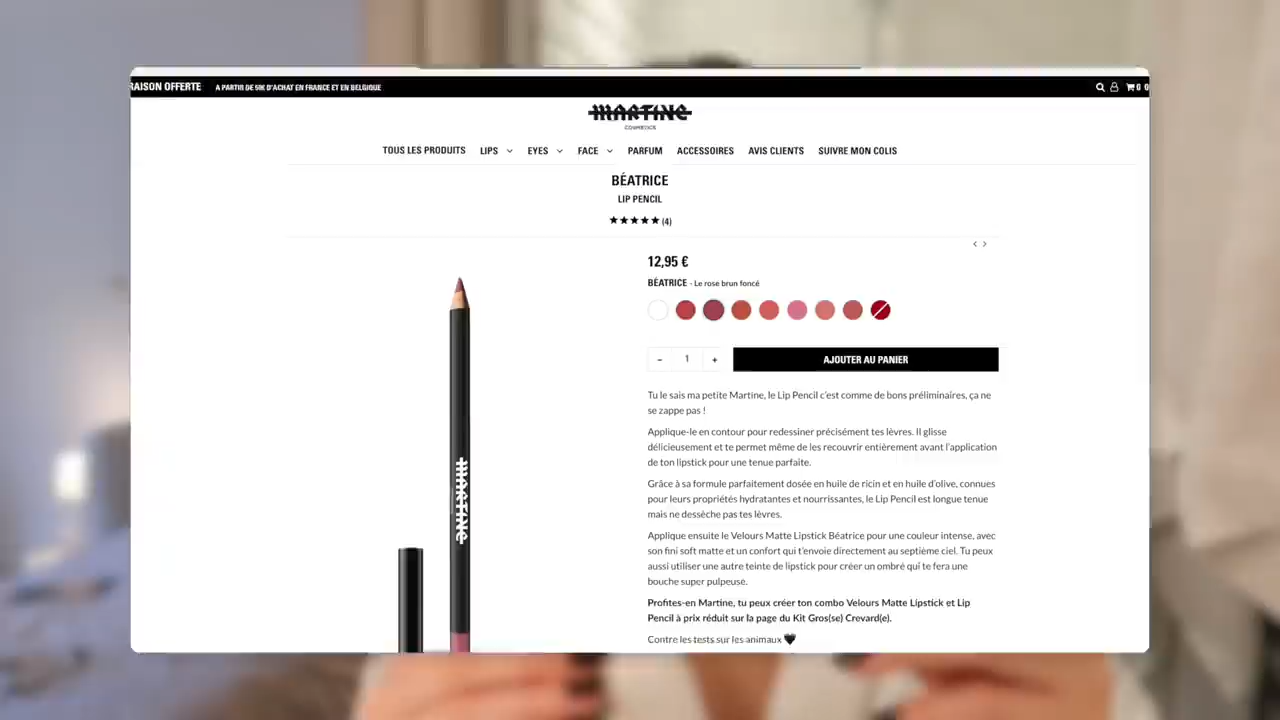 RAISON OFFERTE A PARTIR DE 59€ D'ACHAT EN FRANCE ET EN BELGIQUE 0
MARTINE
COSMETICS
TOUS LES PRODUITS LIPS EYES FACE PARFUM ACCESSOIRES AVIS CLIENTS SUIVRE MON COLIS
BÉATRICE
LIP PENCIL
★★★★★ (4)
< >
12,95 €
BÉATRICE - Le rose brun foncé
- 1 + AJOUTER AU PANIER
Tu le sais ma petite Martine, le Lip Pencil c'est comme de bons préliminaires, ça ne
se zappe pas !
Applique-le en contour pour redessiner précisément tes lèvres. Il glisse
délicieusement et te permet même de les recouvrir entièrement avant l'application
de ton lipstick pour une tenue parfaite.
Grâce à sa formule parfaitement dosée en huile de ricin et en huile d'olive, connues
pour leurs propriétés hydratantes et nourrissantes, le Lip Pencil est longue tenue
mais ne dessèche pas tes lèvres.
Applique ensuite le Velours Matte Lipstick Béatrice pour une couleur intense, avec
son fini soft matte et un confort qui t'envoie directement au septième ciel. Tu peux
aussi utiliser une autre teinte de lipstick pour créer un ombré qui te fera une
bouche super pulpeuse.
Profites-en Martine, tu peux créer ton combo Velours Matte Lipstick et Lip
Pencil à prix réduit sur la page du Kit Gros(se) Crevard(e).
Contre les tests sur les animaux 🖤
MARTINE